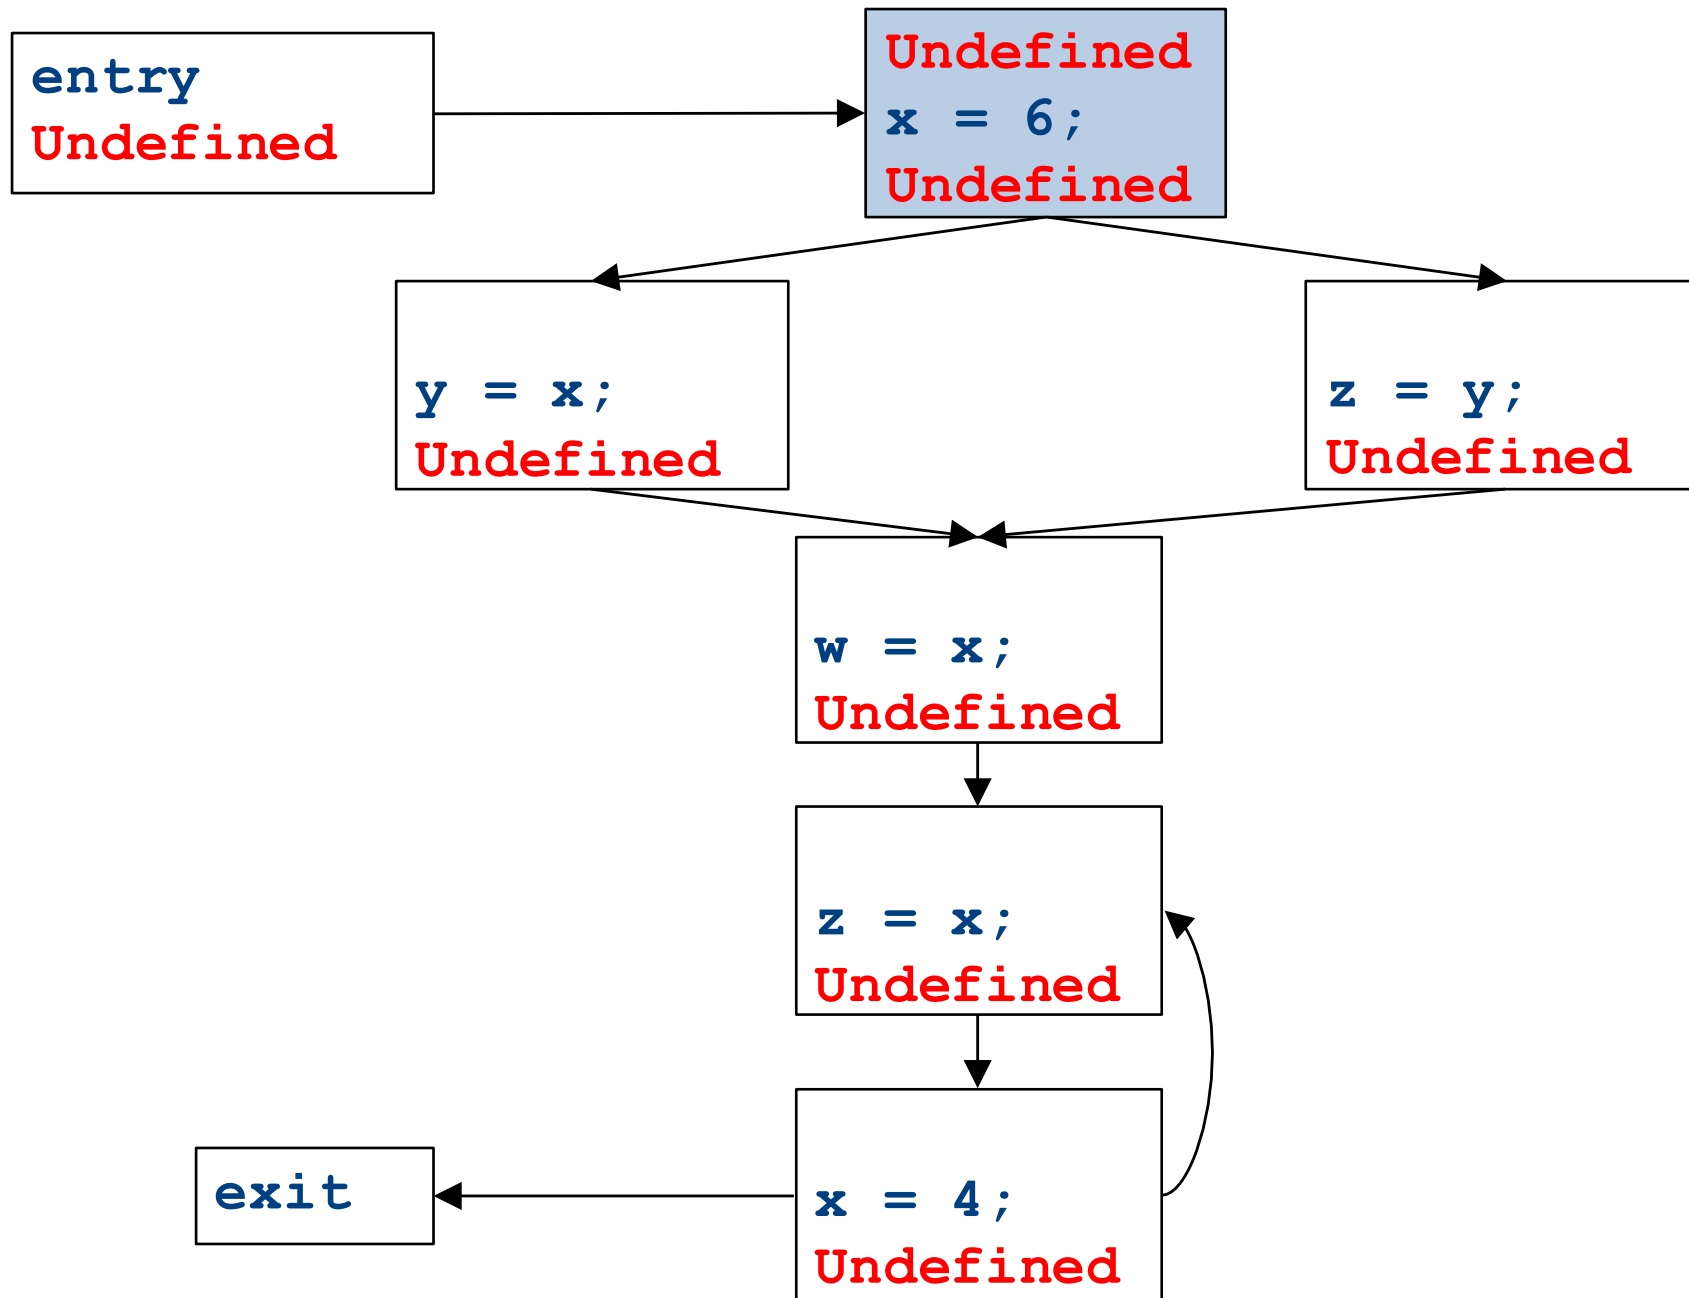 entry
Undefined
Undefined
x = 6;
Undefined
y = x;
Undefined
z = y;
Undefined
w = x;
Undefined
z = x;
Undefined
exit
x = 4;
Undefined